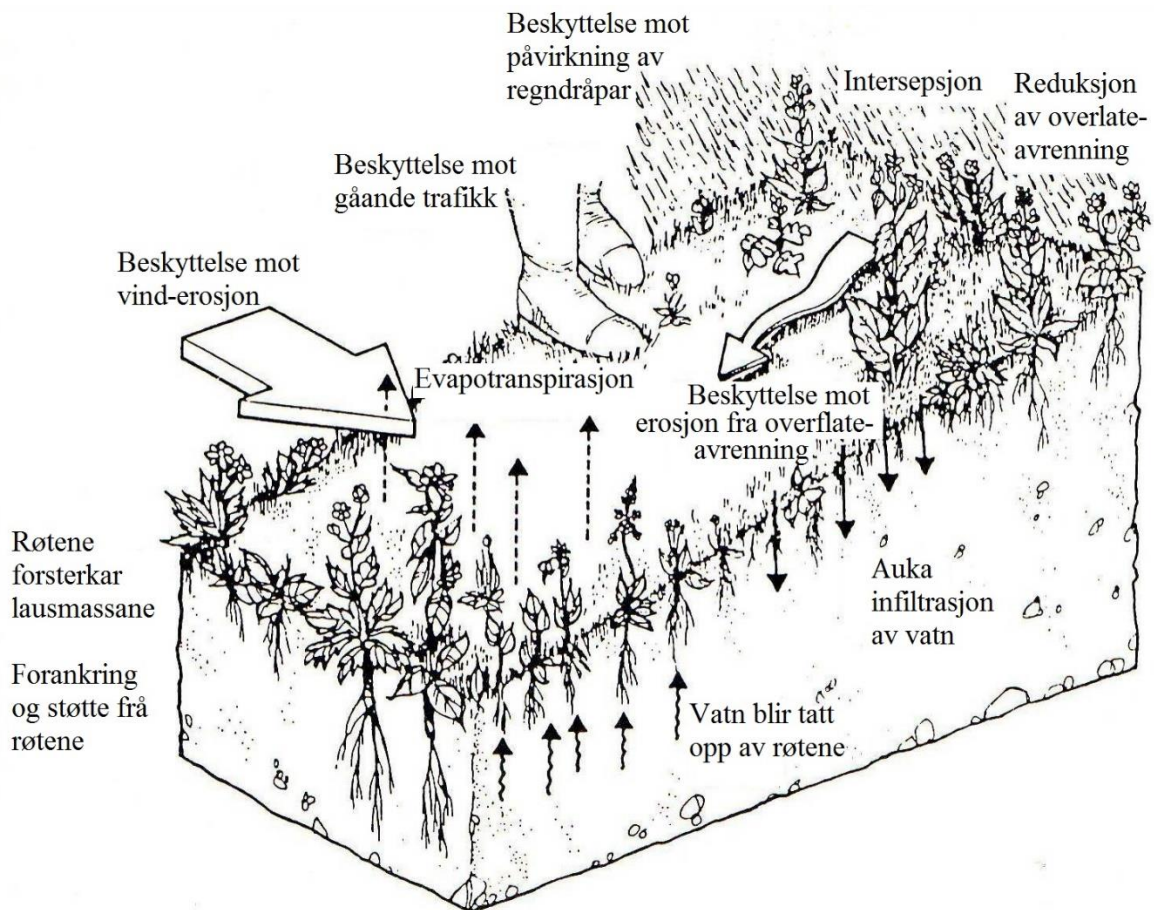 Beskyttelse mot
påvirkning av
regndråpar
Intersepsjon
Reduksjon
av overlate-
avrenning
Beskyttelse mot
gåande trafikk
Beskyttelse mot
vind-erosjon
Evapotranspirasjon
Beskyttelse mot
erosjon fra overflate-
avrenning
Røtene
forsterkar
lausmassane
Auka
infiltrasjon
av vatn
Forankring
og støtte frå
røtene
Vatn blir tatt
opp av røtene